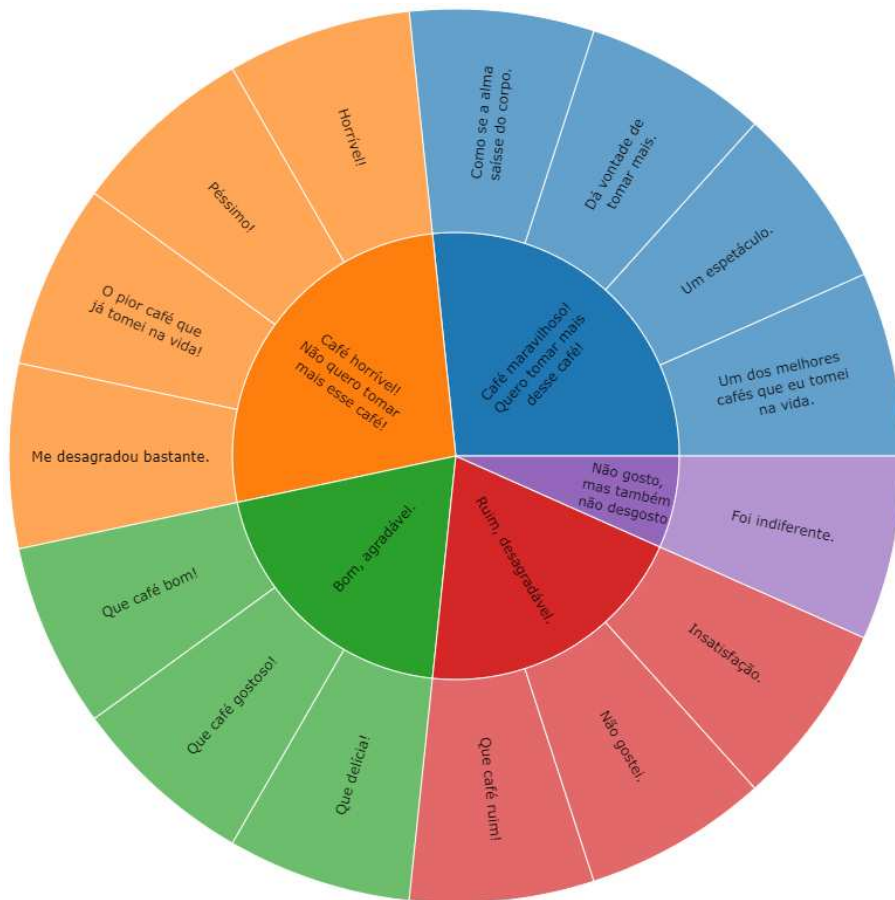 Como se a alma
saísse do corpo.
Dá vontade de
tomar mais.
Um espetáculo.
Um dos melhores
cafés que eu tomei
na vida.
Café maravilhoso!
Quero tomar mais
desse café!
Horrível!
Péssimo!
O pior café que
já tomei na vida!
Me desagradou bastante.
Café horrível!
Não quero tomar
mais esse café!
Que café bom!
Que café gostoso!
Que delícia!
Bom, agradável.
Que café ruim!
Não gostei.
Insatisfação.
Ruim, desagradável.
Foi indiferente.
Não gosto,
mas também
não desgosto